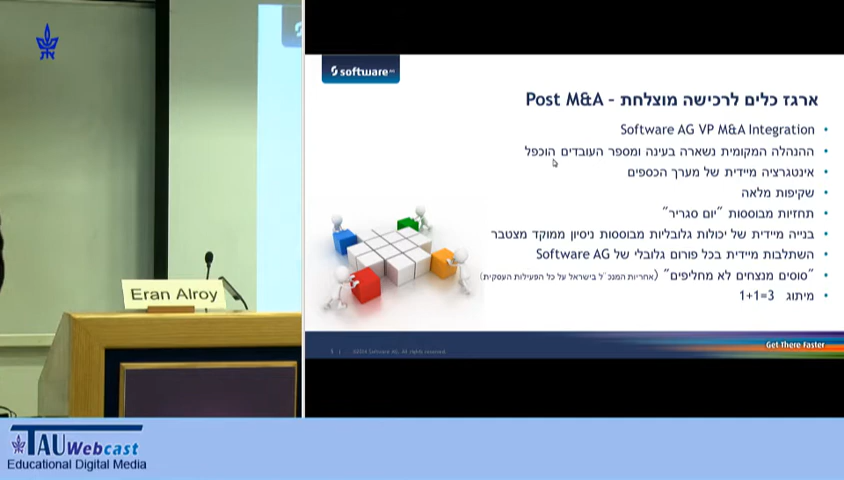 software AG
ארגז כלים לרכישה מוצלחת - Post M&A
Software AG VP M&A Integration
ההנהלה המקומית נשארה בעינה ומספר העובדים הוכפל
אינטגרציה מיידית של מערך הכספים
שקיפות מלאה
תחזיות מבוססות "יום סגריר"
בנייה מיידית של יכולות גלובליות מבוססות ניסיון ממוקד מצטבר
השתלבות מיידית בכל פורום גלובלי של Software AG
"סוסים מנצחים לא מחליפים" (אחריות המנכ"ל בישראל על כל הפעילות העסקית)
מיתוג 1+1=3
Get There Faster
Eran Alroy
TAU Webcast
Educational Digital Media